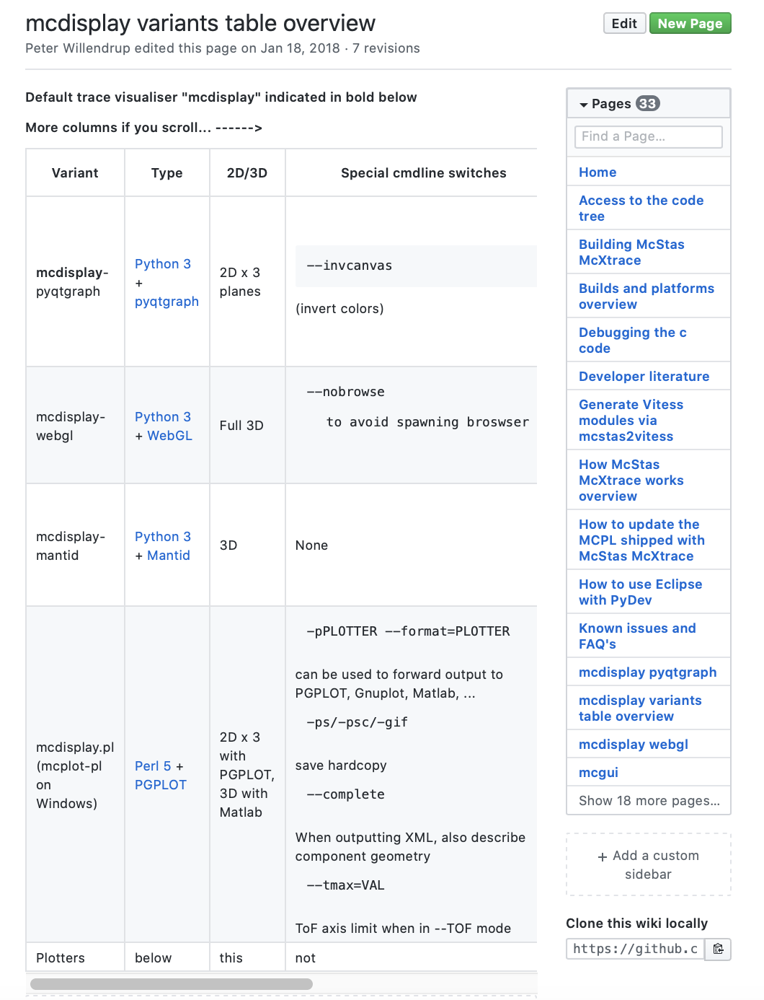 mcdisplay variants table overview
Edit
New Page
Peter Willendrup edited this page on Jan 18, 2018 · 7 revisions
Default trace visualiser "mcdisplay" indicated in bold below
More columns if you scroll... ------>
Variant
Type
2D/3D
Special cmdline switches
mcdisplay-
pyqtgraph
Python 3
+
pyqtgraph
2D x 3
planes
--invcanvas
(invert colors)
mcdisplay-
webgl
Python 3
+ WebGL
Full 3D
--nobrowse
to avoid spawning broswser
mcdisplay-
mantid
Python 3
+ Mantid
3D
None
mcdisplay.pl
(mcplot-pl
on
Windows)
Perl 5 +
PGPLOT
2D x 3
with
PGPLOT,
3D with
Matlab
-pPLOTTER --format=PLOTTER
can be used to forward output to
PGPLOT, Gnuplot, Matlab, ...
-ps/-psc/-gif
save hardcopy
--complete
When outputting XML, also describe
component geometry
--tmax=VAL
ToF axis limit when in --TOF mode
Plotters
below
this
not
Pages 33
Find a Page...
Home
Access to the code
tree
Building McStas
McXtrace
Builds and platforms
overview
Debugging the c
code
Developer literature
Generate Vitess
modules via
mcstas2vitess
How McStas
McXtrace works
overview
How to update the
MCPL shipped with
McStas McXtrace
How to use Eclipse
with PyDev
Known issues and
FAQ's
mcdisplay pyqtgraph
mcdisplay variants
table overview
mcdisplay webgl
mcgui
Show 18 more pages...
+ Add a custom
sidebar
Clone this wiki locally
https://github.c